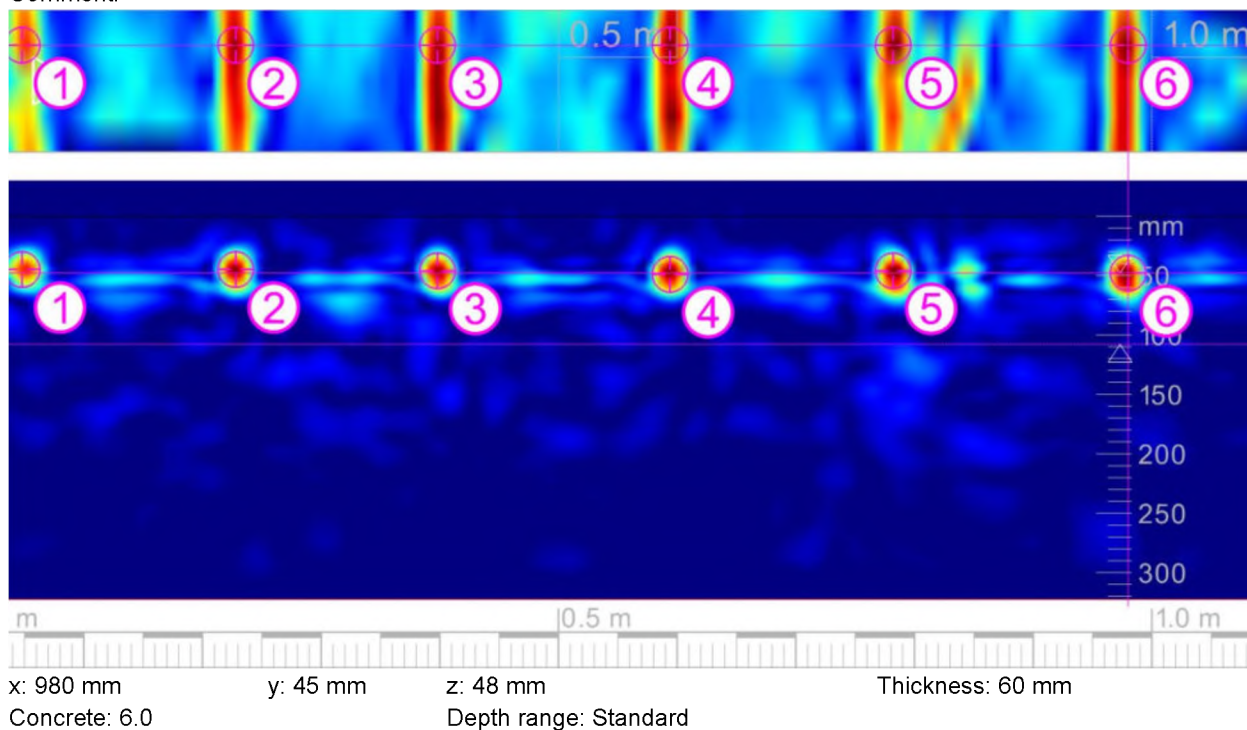 0.5 m 1.0 m
1 2 3 4 5 6
mm
50
1 2 3 4 5 6
100
150
200
250
300
m 0.5 m 1.0 m
x: 980 mm y: 45 mm z: 48 mm Thickness: 60 mm
Concrete: 6.0 Depth range: Standard